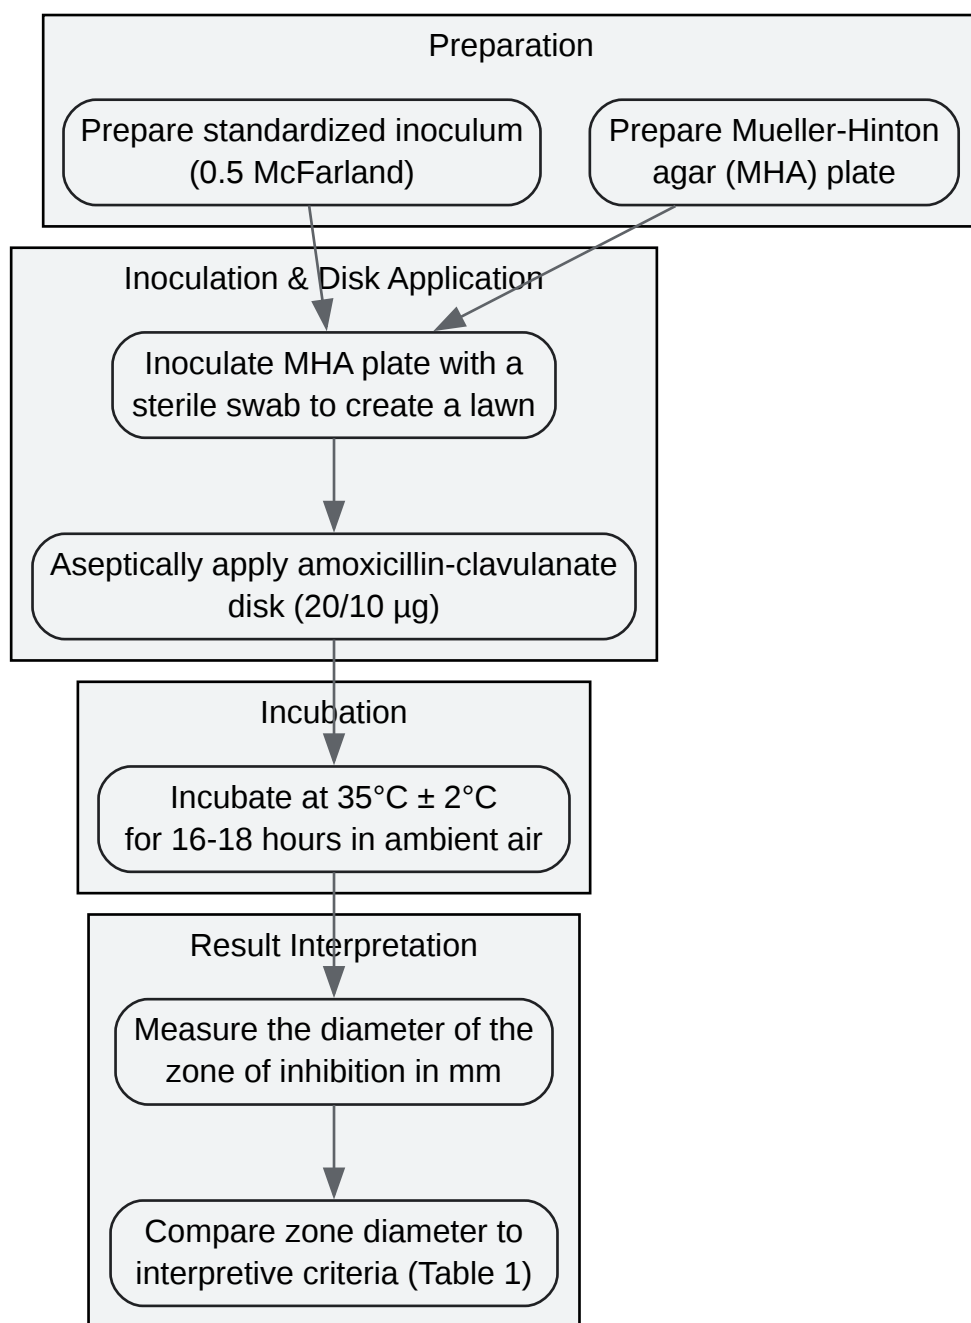 Preparation
Prepare standardized inoculum
(0.5 McFarland)
Prepare Mueller-Hinton
agar (MHA) plate
Inoculation & Disk Application
Inoculate MHA plate with a
sterile swab to create a lawn
Aseptically apply amoxicillin-clavulanate
disk (20/10 µg)
Incubation
Incubate at 35°C ± 2°C
for 16-18 hours in ambient air
Result Interpretation
Measure the diameter of the
zone of inhibition in mm
Compare zone diameter to
interpretive criteria (Table 1)